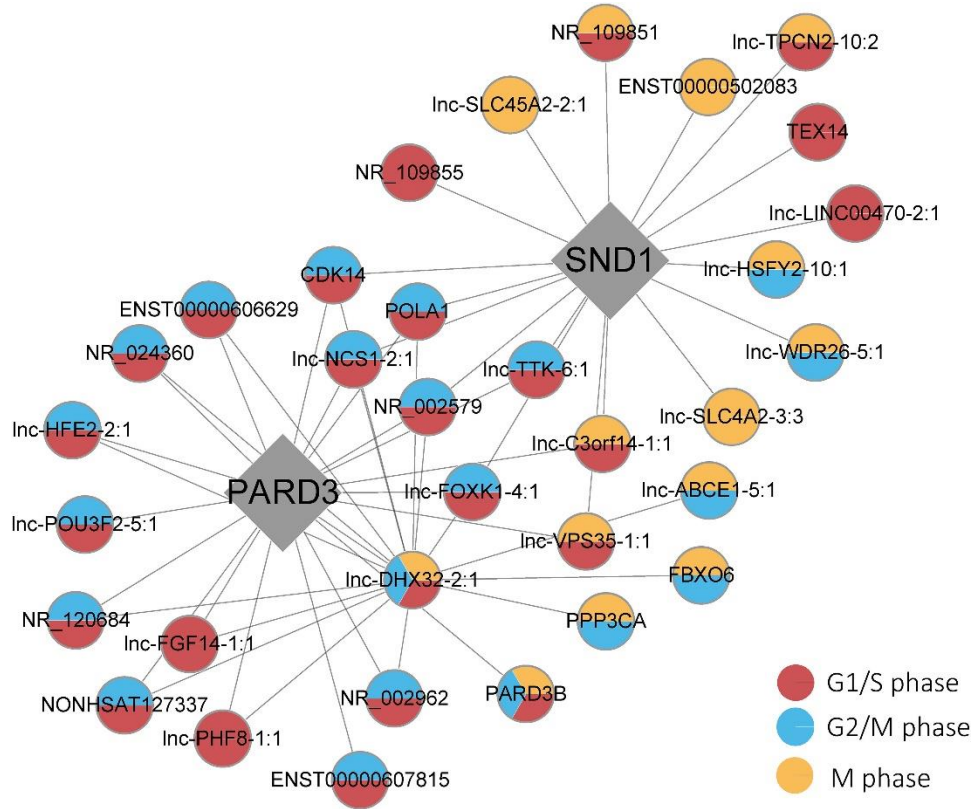 NR_109851
lnc-TPCN2-10:2
ENST00000502083
lnc-SLC45A2-2:1
TEX14
NR_109855
lnc-LINC00470-2:1
SND1
lnc-HSFY2-10:1
CDK14
ENST00000606629
POLA1
NR_024360
lnc-NCS1-2:1
lnc-TTK-6:1
lnc-WDR26-5:1
NR_002579
lnc-SLC4A2-3:3
lnc-HFE2-2:1
lnc-C3orf14-1:1
PARD3
lnc-FOXK1-4:1
lnc-ABCE1-5:1
lnc-POU3F2-5:1
lnc-VPS35-1:1
lnc-DHX32-2:1
FBXO6
NR_120684
PPP3CA
lnc-FGF14-1:1
NONHSAT127337
NR_002962
PARD3B
lnc-PHF8-1:1
ENST00000607815
G1/S phase
G2/M phase
M phase